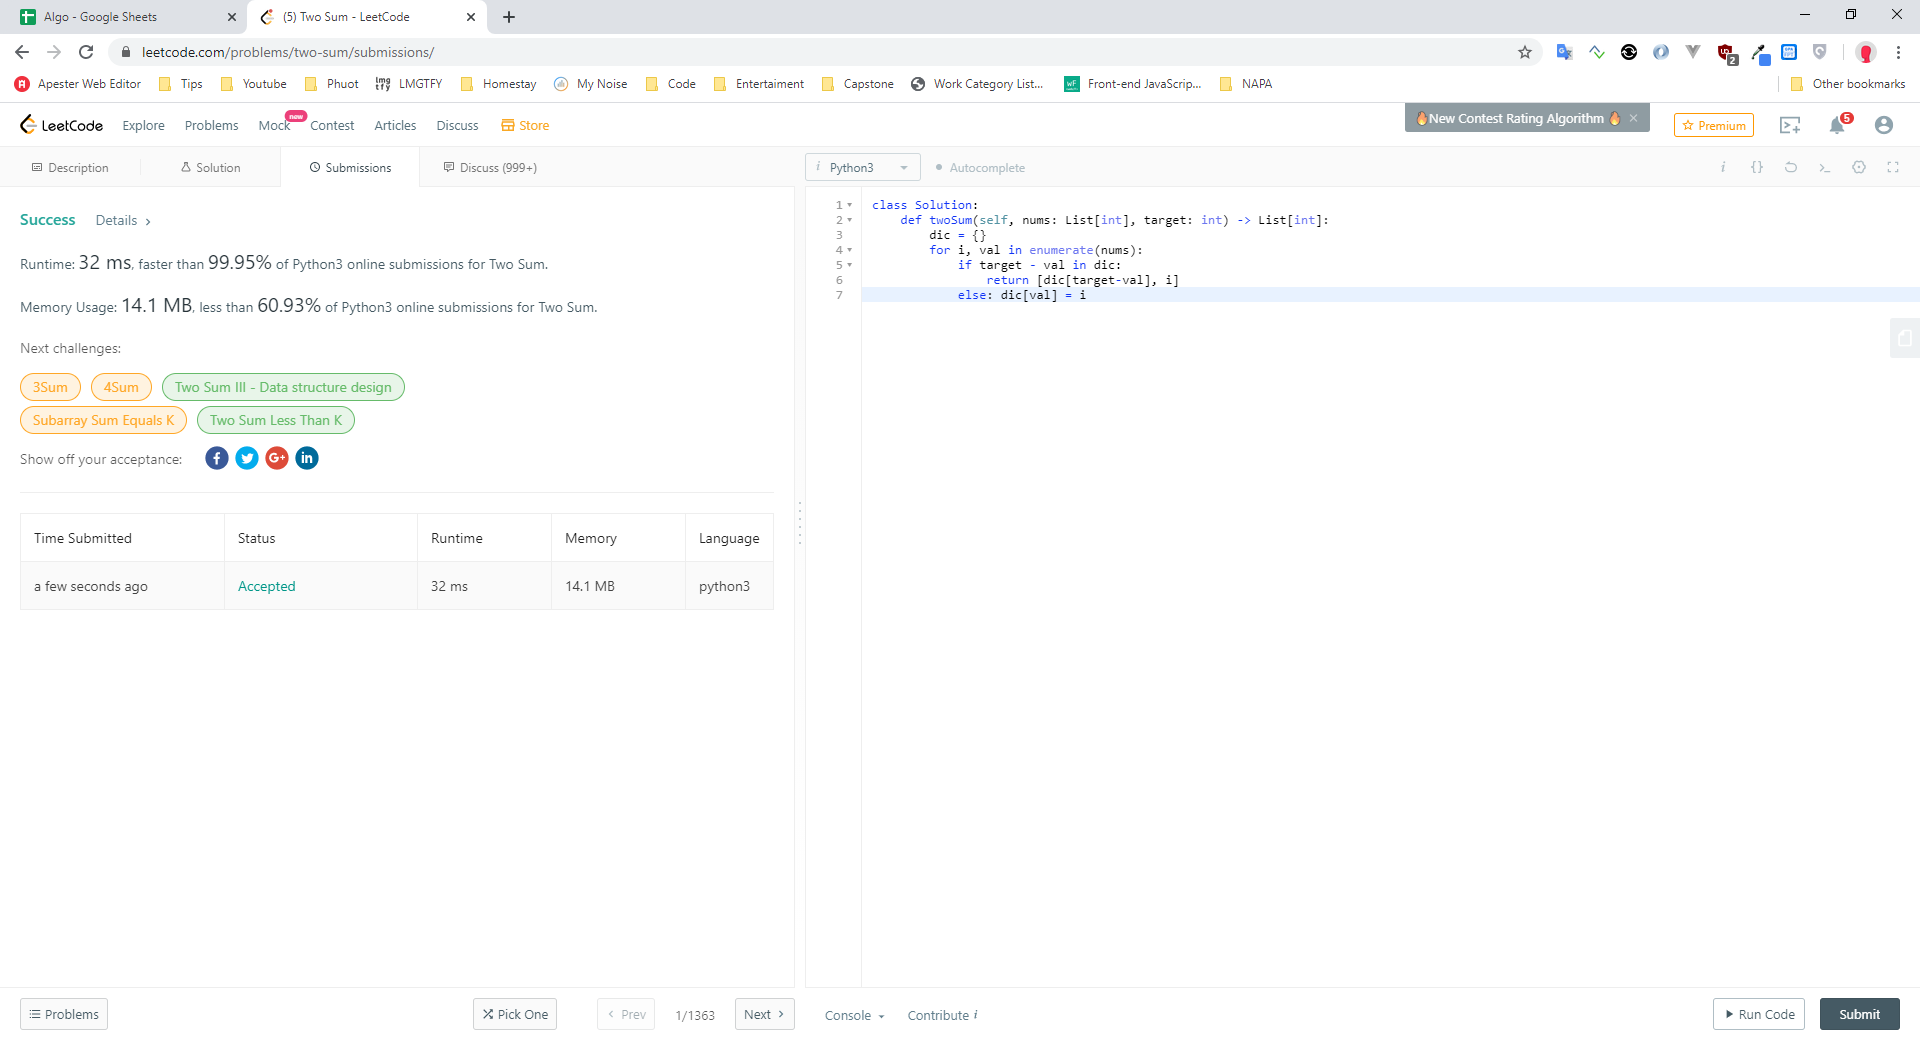 Algo - Google Sheets
(5) Two Sum - LeetCode
leetcode.com/problems/two-sum/submissions/
2
Apester Web Editor Tips Youtube Phuot LMGTFY Homestay My Noise Code Entertaiment Capstone Work Category List... Front-end JavaScrip... NAPA Other bookmarks
LeetCode Explore Problems Mock new Contest Articles Discuss Store
🔥New Contest Rating Algorithm 🔥 ×
Premium
5
Description Solution Submissions Discuss (999+)
i Python3 Autocomplete
Success Details ›
Runtime: 32 ms, faster than 99.95% of Python3 online submissions for Two Sum.
Memory Usage: 14.1 MB, less than 60.93% of Python3 online submissions for Two Sum.
Next challenges:
3Sum 4Sum Two Sum III - Data structure design
Subarray Sum Equals K Two Sum Less Than K
Show off your acceptance:
Time Submitted Status Runtime Memory Language
a few seconds ago Accepted 32 ms 14.1 MB python3
1 class Solution:
2 def twoSum(self, nums: List[int], target: int) -> List[int]:
3 dic = {}
4 for i, val in enumerate(nums):
5 if target - val in dic:
6 return [dic[target-val], i]
7 else: dic[val] = i
Problems Pick One ‹ Prev 1/1363 Next ›
Console Contribute i
Run Code Submit